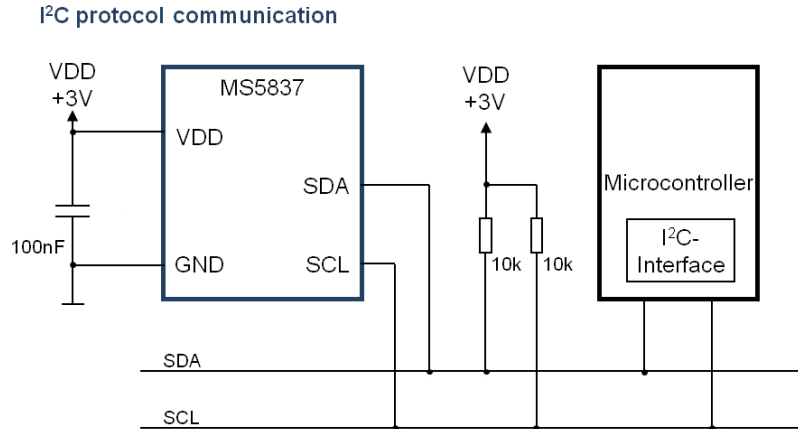 I²C protocol communication
VDD
+3V
MS5837
VDD
SDA
GND
SCL
100nF
VDD
+3V
10k
10k
Microcontroller
I²C-
Interface
SDA
SCL